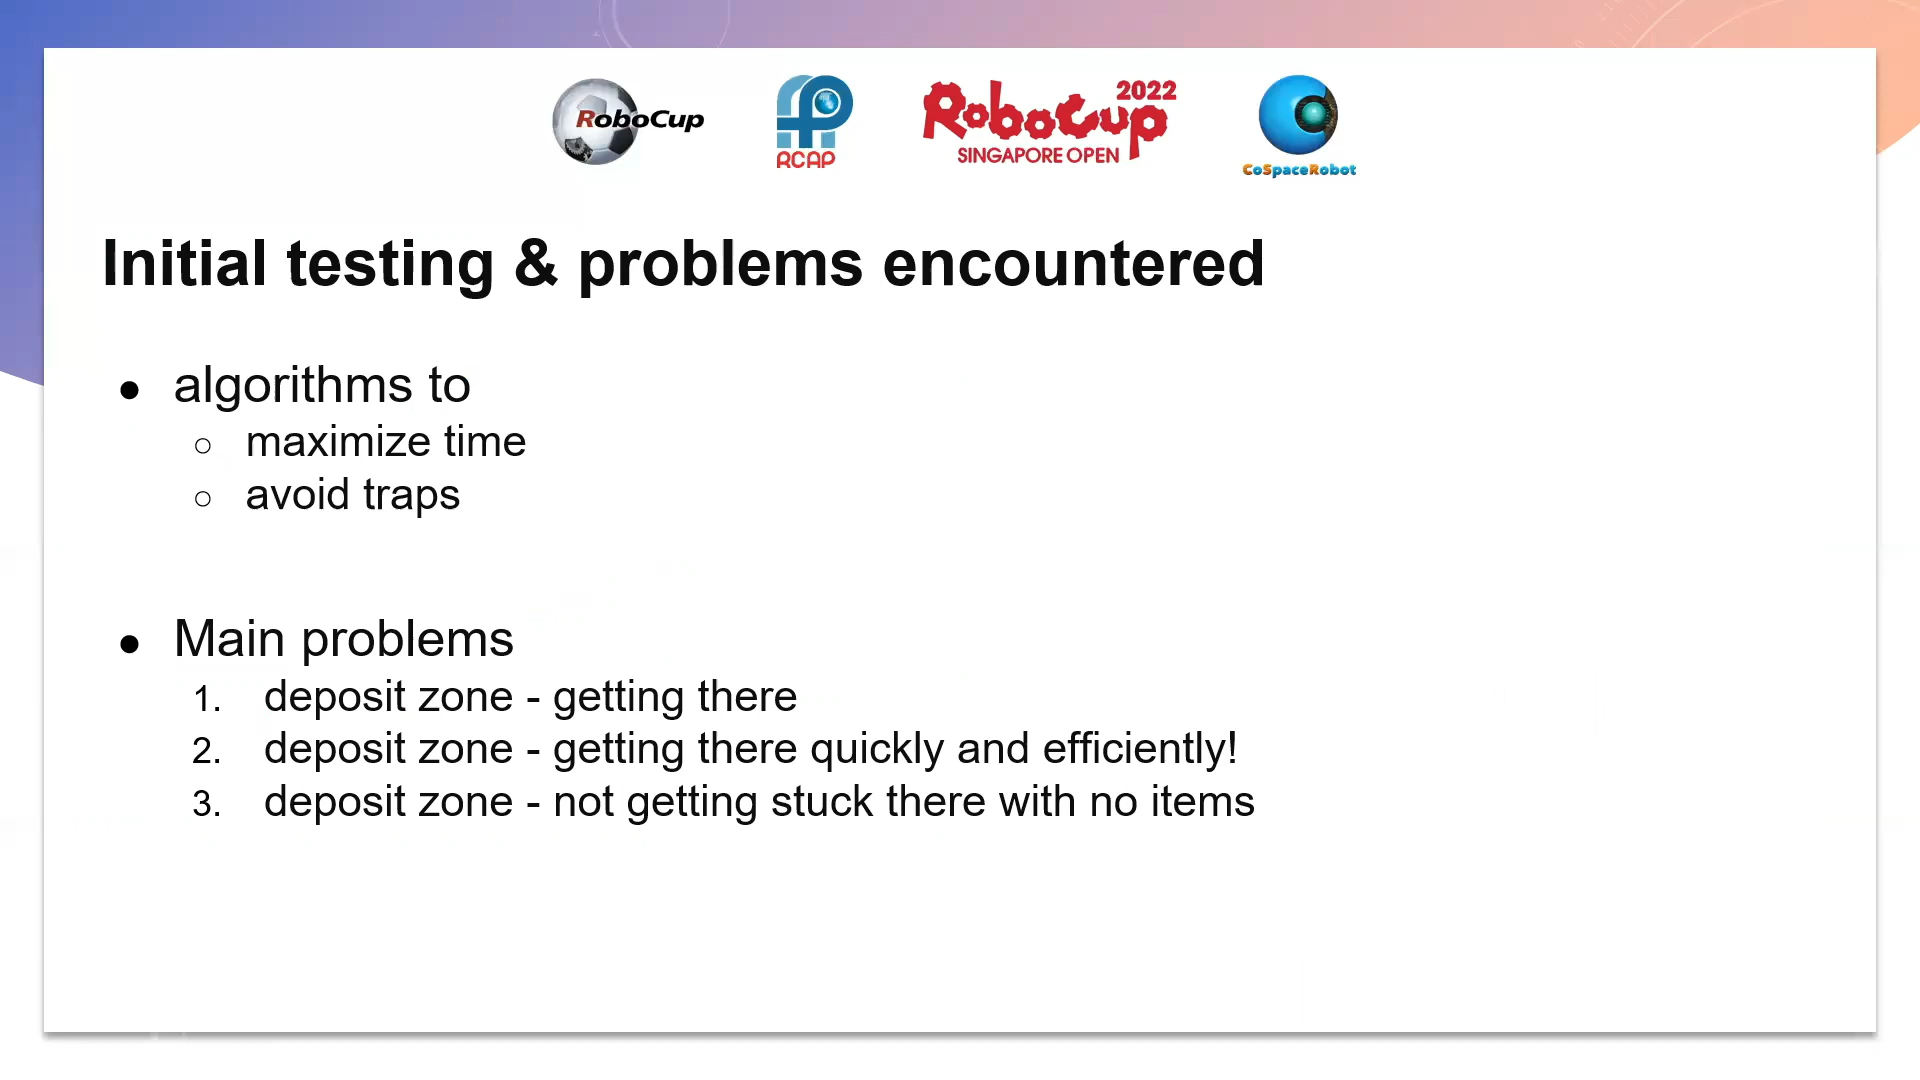 RoboCup
RCAP
RoboCup 2022
SINGAPORE OPEN
CoSpaceRobot
Initial testing & problems encountered
● algorithms to
○ maximize time
○ avoid traps
● Main problems
1. deposit zone - getting there
2. deposit zone - getting there quickly and efficiently!
3. deposit zone - not getting stuck there with no items